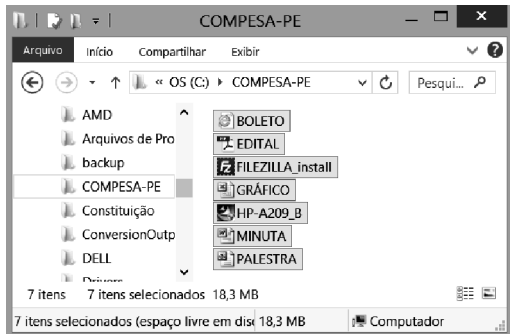 COMPESA-PE
Arquivo Início Compartilhar Exibir
« OS (C:) COMPESA-PE Pesqui...
AMD
Arquivos de Pro
backup
COMPESA-PE
Constituição
ConversionOutp
DELL
Drivers
BOLETO
EDITAL
FILEZILLA_install
GRÁFICO
HP-A209_B
MINUTA
PALESTRA
7 itens 7 itens selecionados 18,3 MB
7 itens selecionados (espaço livre em disc 18,3 MB Computador